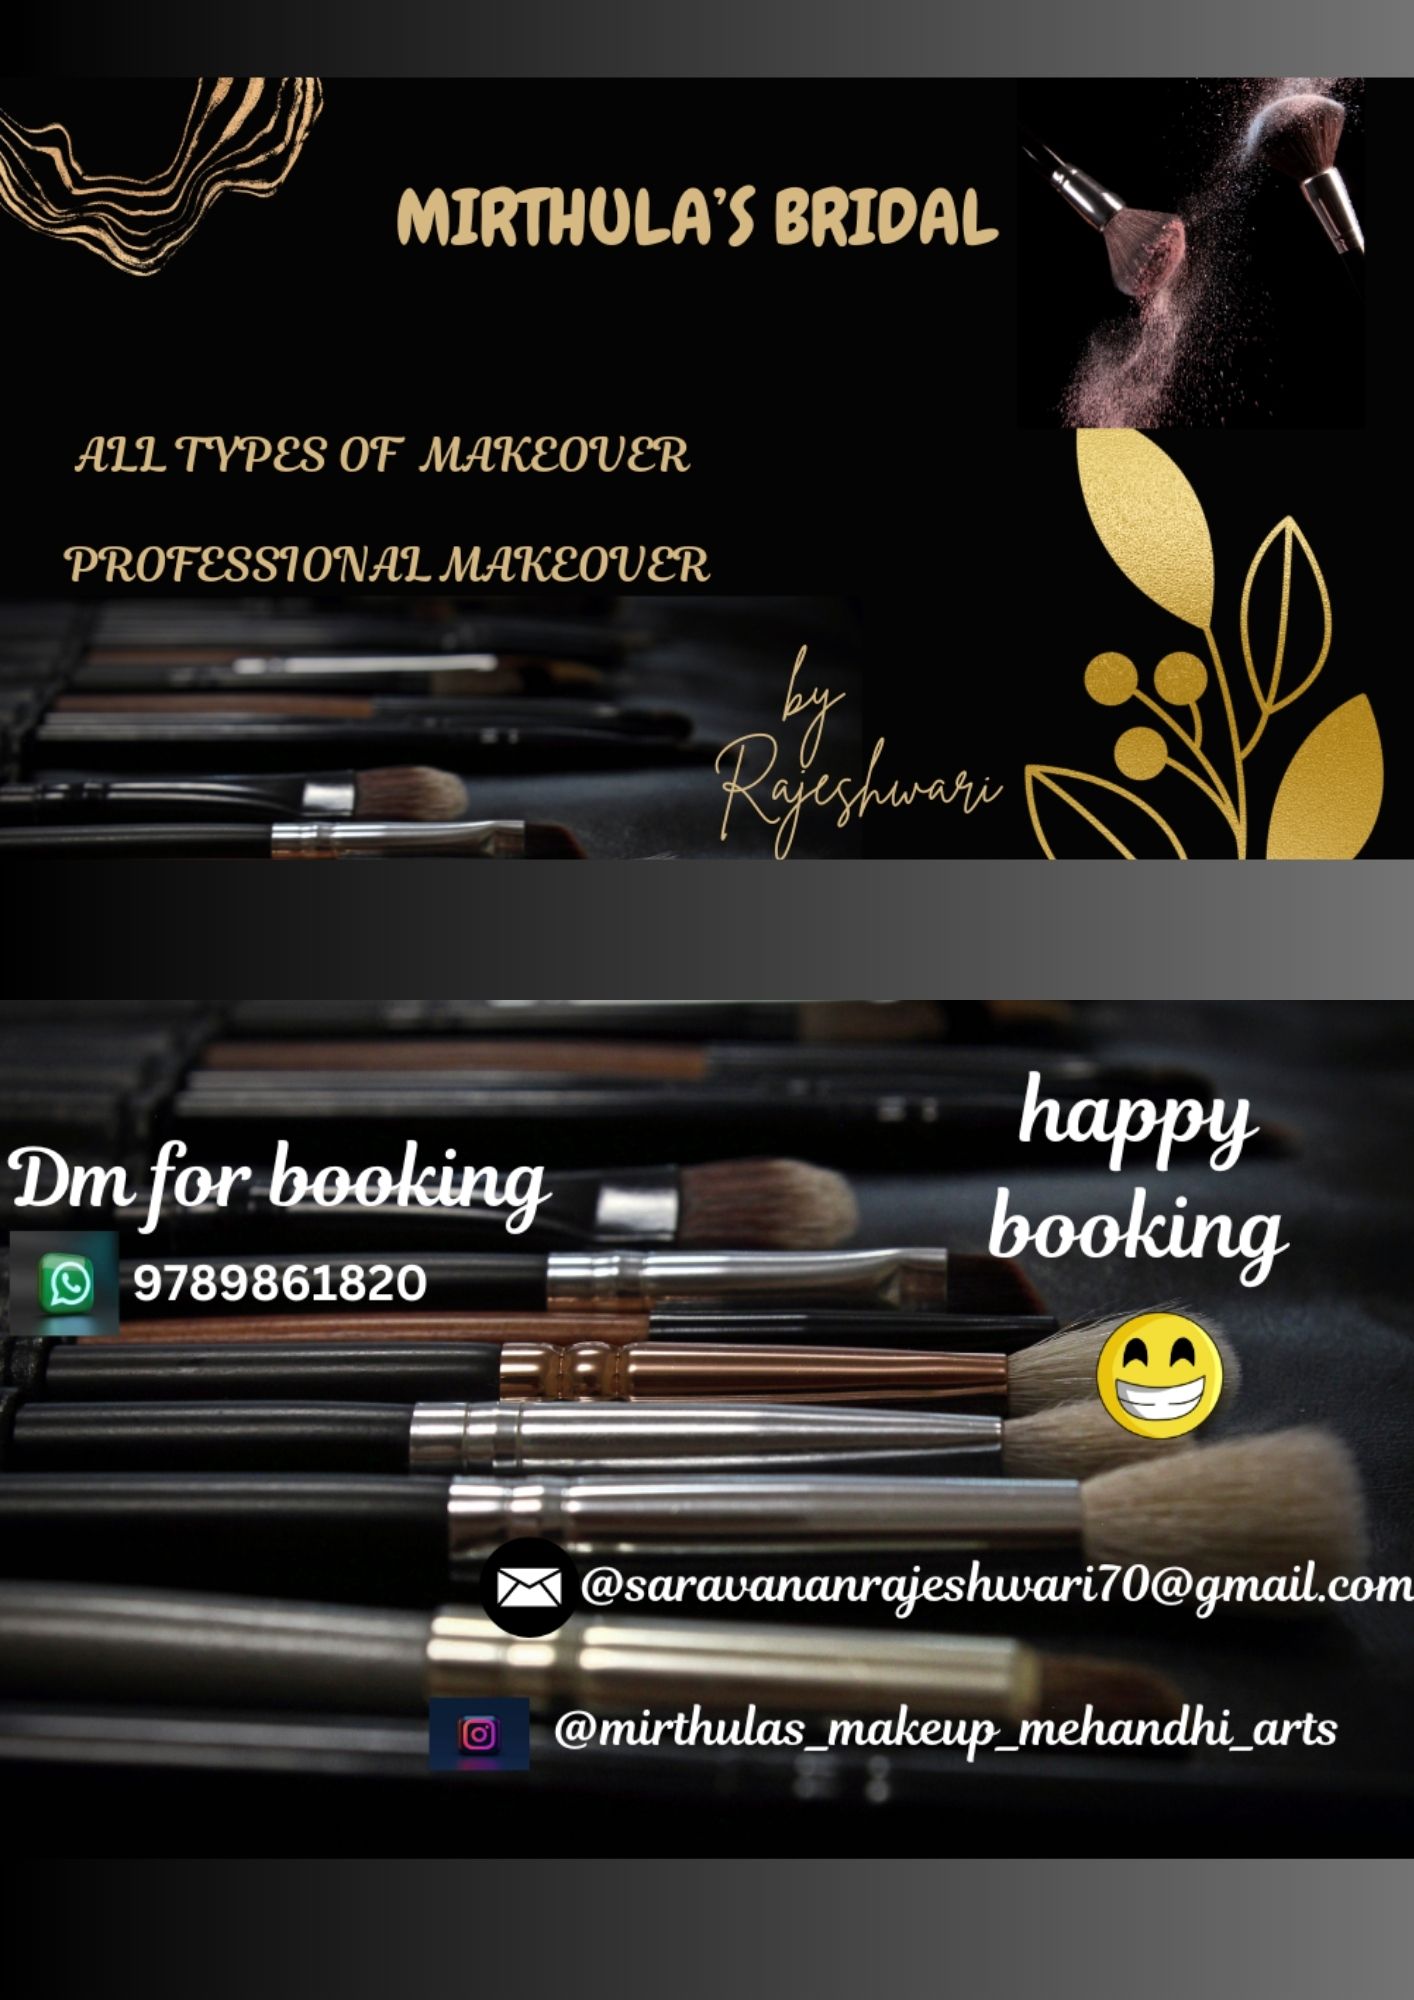 MIRTHULA'S BRIDAL
ALL TYPES OF MAKEOVER
PROFESSIONAL MAKEOVER
by
Rajeshwari
happy
booking
Dm for booking
9789861820
@saravananrajeshwari70@gmail.com
@mirthulas_makeup_mehandhi_arts